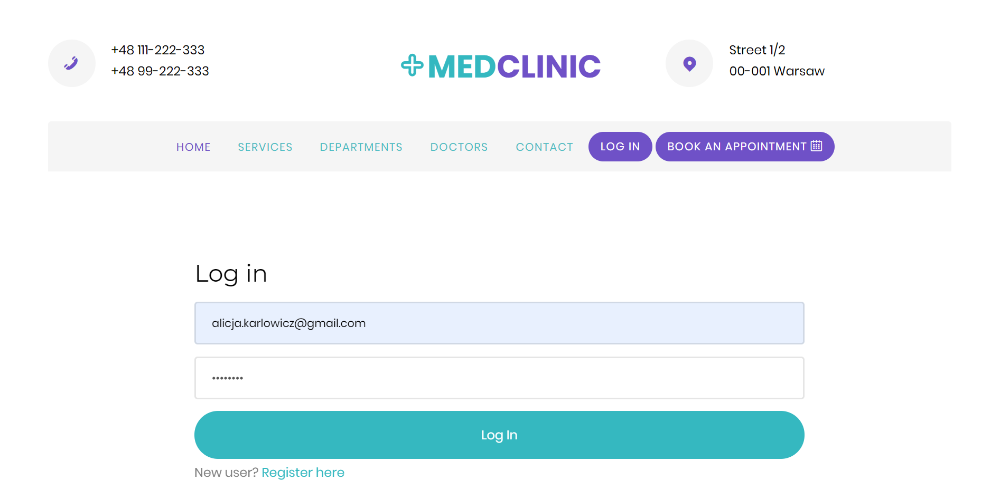 +48 111-222-333
+48 99-222-333
MEDCLINIC
Street 1/2
00-001 Warsaw
HOME SERVICES DEPARTMENTS DOCTORS CONTACT LOG IN BOOK AN APPOINTMENT
Log in
alicja.karlowicz@gmail.com
••••••••
Log In
New user? Register here